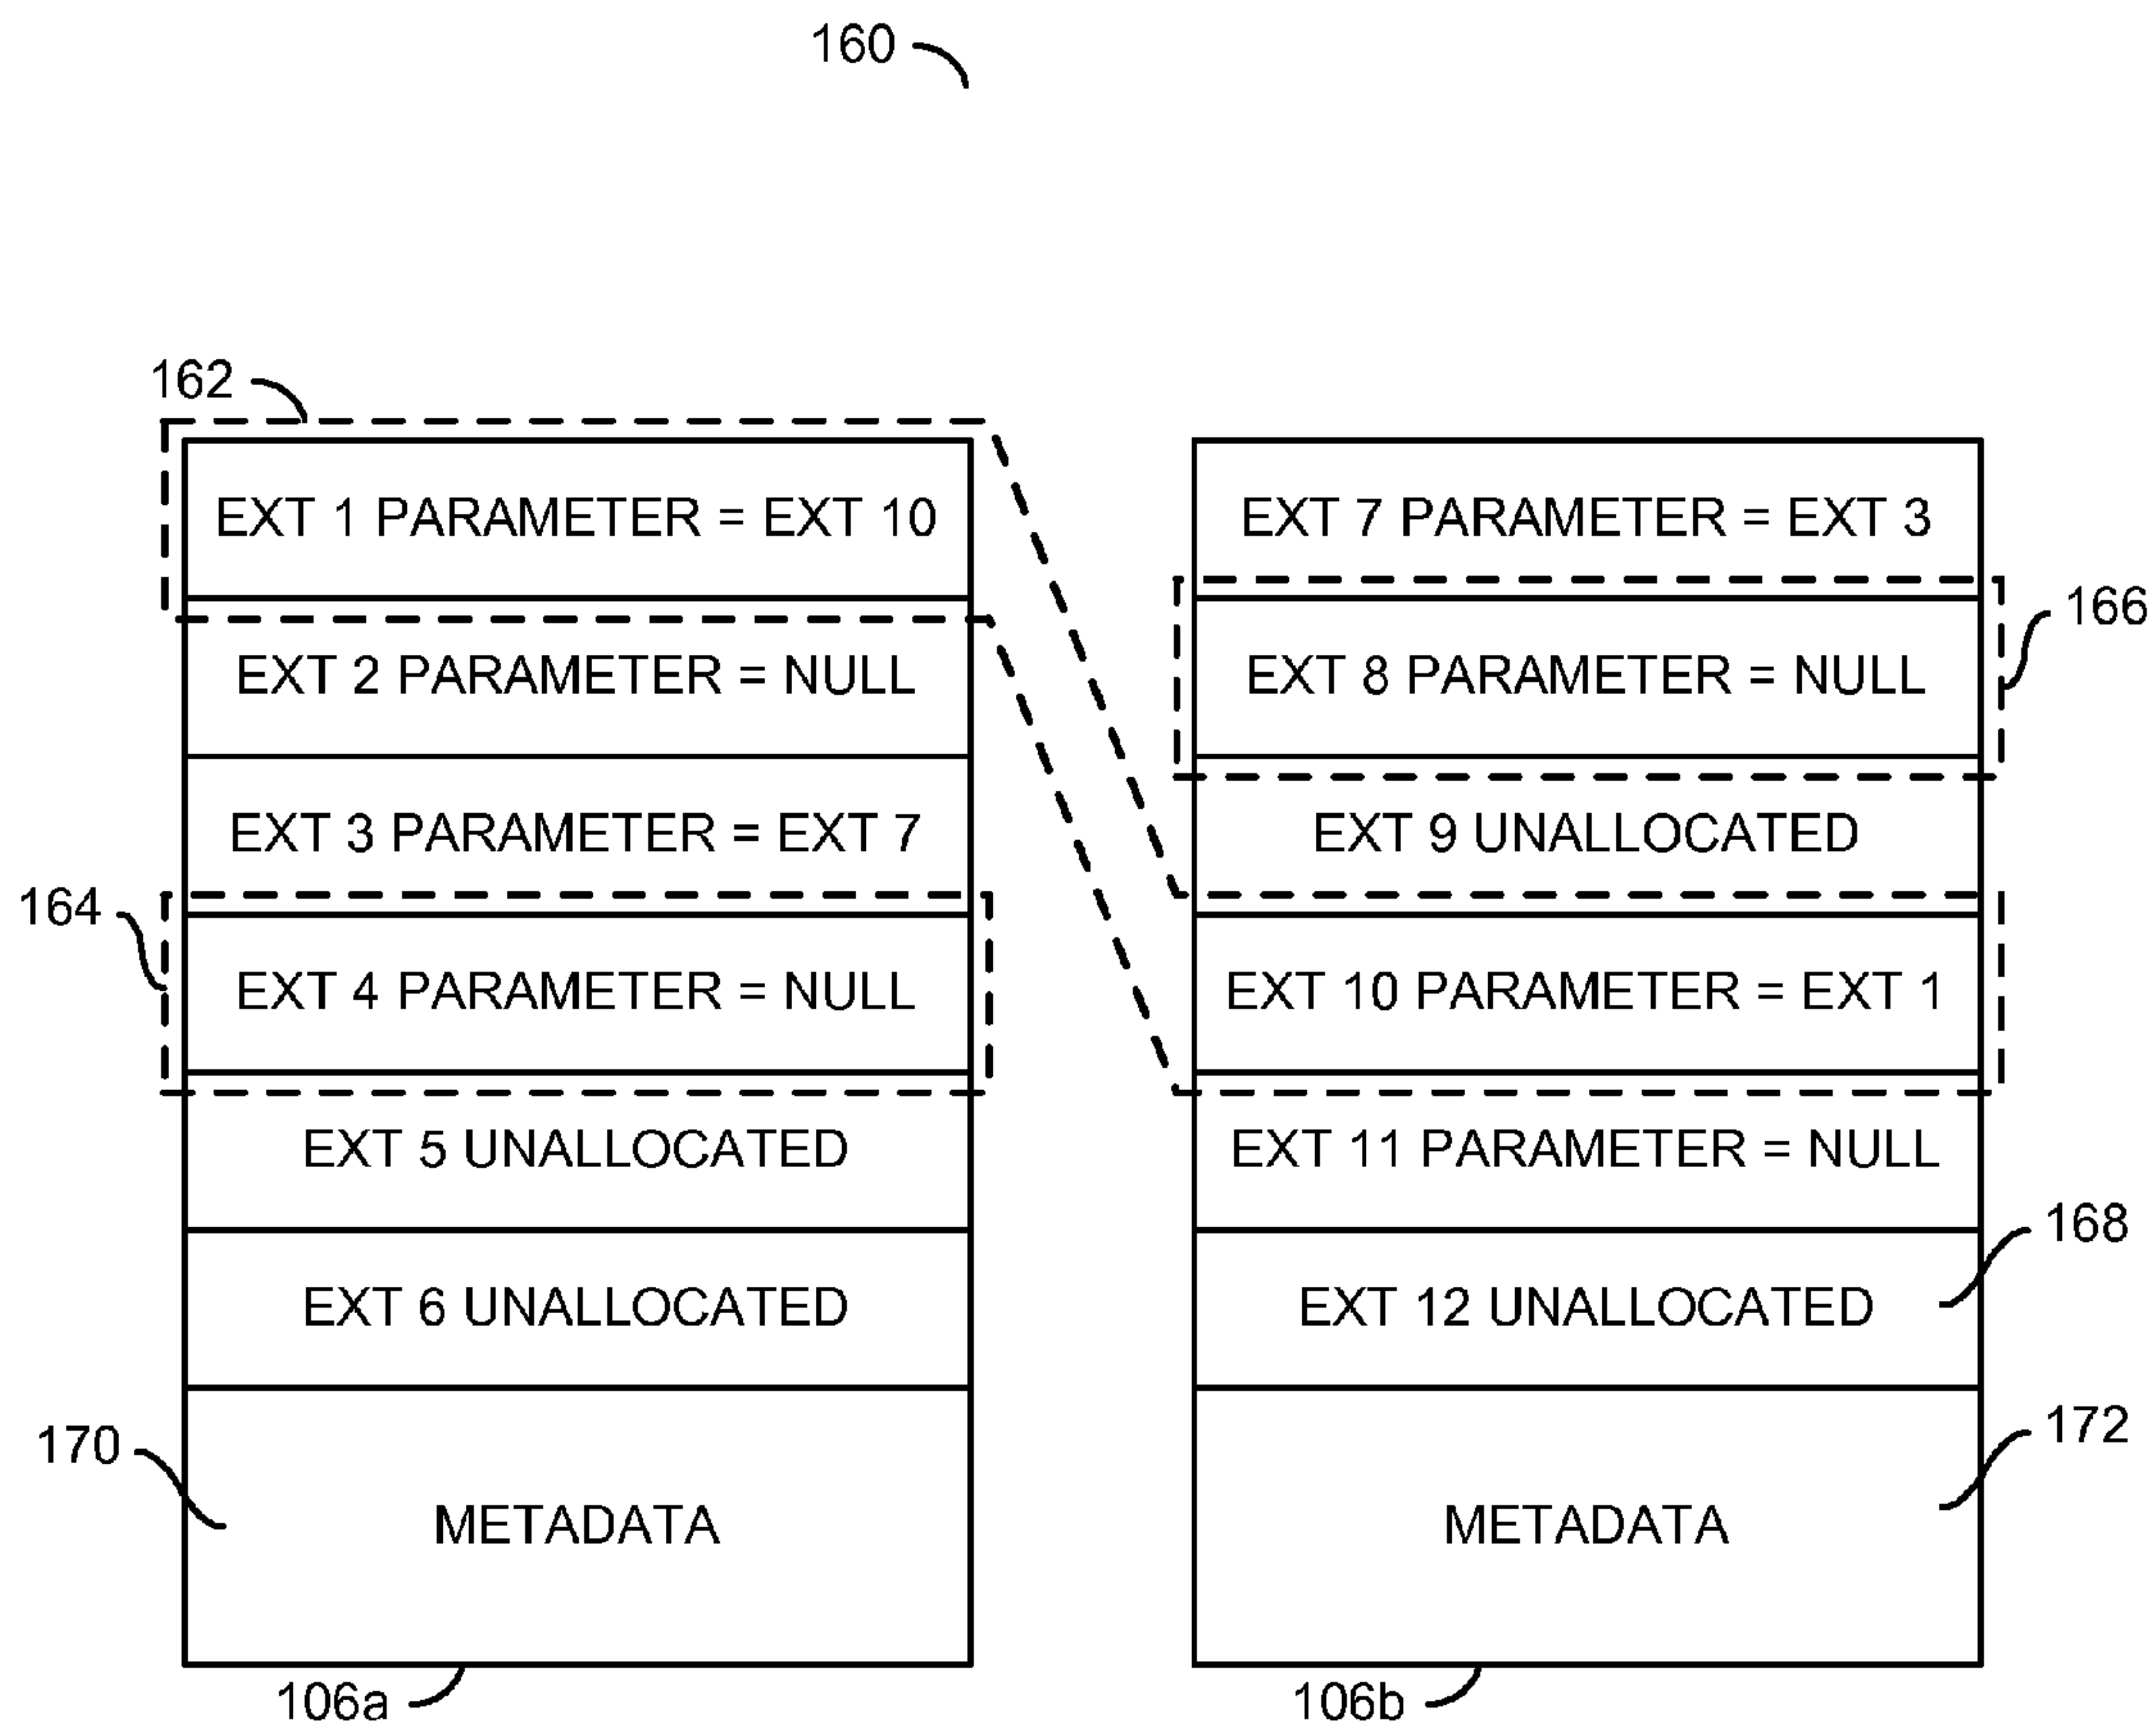 160
162
EXT 1 PARAMETER = EXT 10
EXT 2 PARAMETER = NULL
EXT 3 PARAMETER = EXT 7
164
EXT 4 PARAMETER = NULL
EXT 5 UNALLOCATED
EXT 6 UNALLOCATED
170
METADATA
106a
EXT 7 PARAMETER = EXT 3
166
EXT 8 PARAMETER = NULL
EXT 9 UNALLOCATED
EXT 10 PARAMETER = EXT 1
EXT 11 PARAMETER = NULL
168
EXT 12 UNALLOCATED
172
METADATA
106b